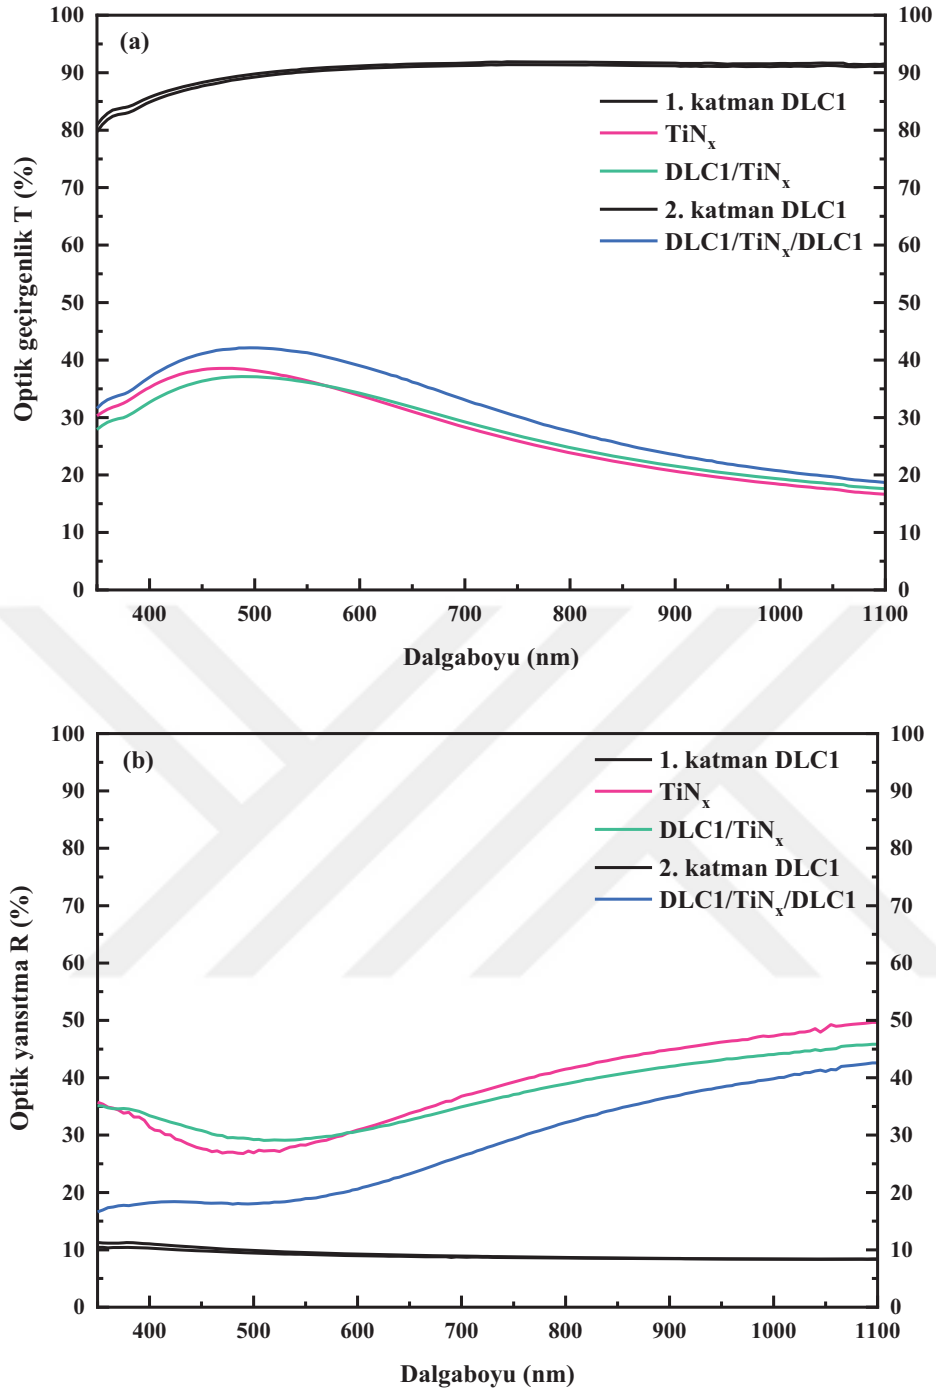 (a)
Optik geçirgenlik T (%)
100
90
80
70
60
50
40
30
20
10
0
100
90
80
70
60
50
40
30
20
10
0
1. katman DLC1
TiNₓ
DLC1/TiNₓ
2. katman DLC1
DLC1/TiNₓ/DLC1
400 500 600 700 800 900 1000 1100
Dalgaboyu (nm)
(b)
Optik yansıtma R (%)
100
90
80
70
60
50
40
30
20
10
0
100
90
80
70
60
50
40
30
20
10
0
1. katman DLC1
TiNₓ
DLC1/TiNₓ
2. katman DLC1
DLC1/TiNₓ/DLC1
400 500 600 700 800 900 1000 1100
Dalgaboyu (nm)